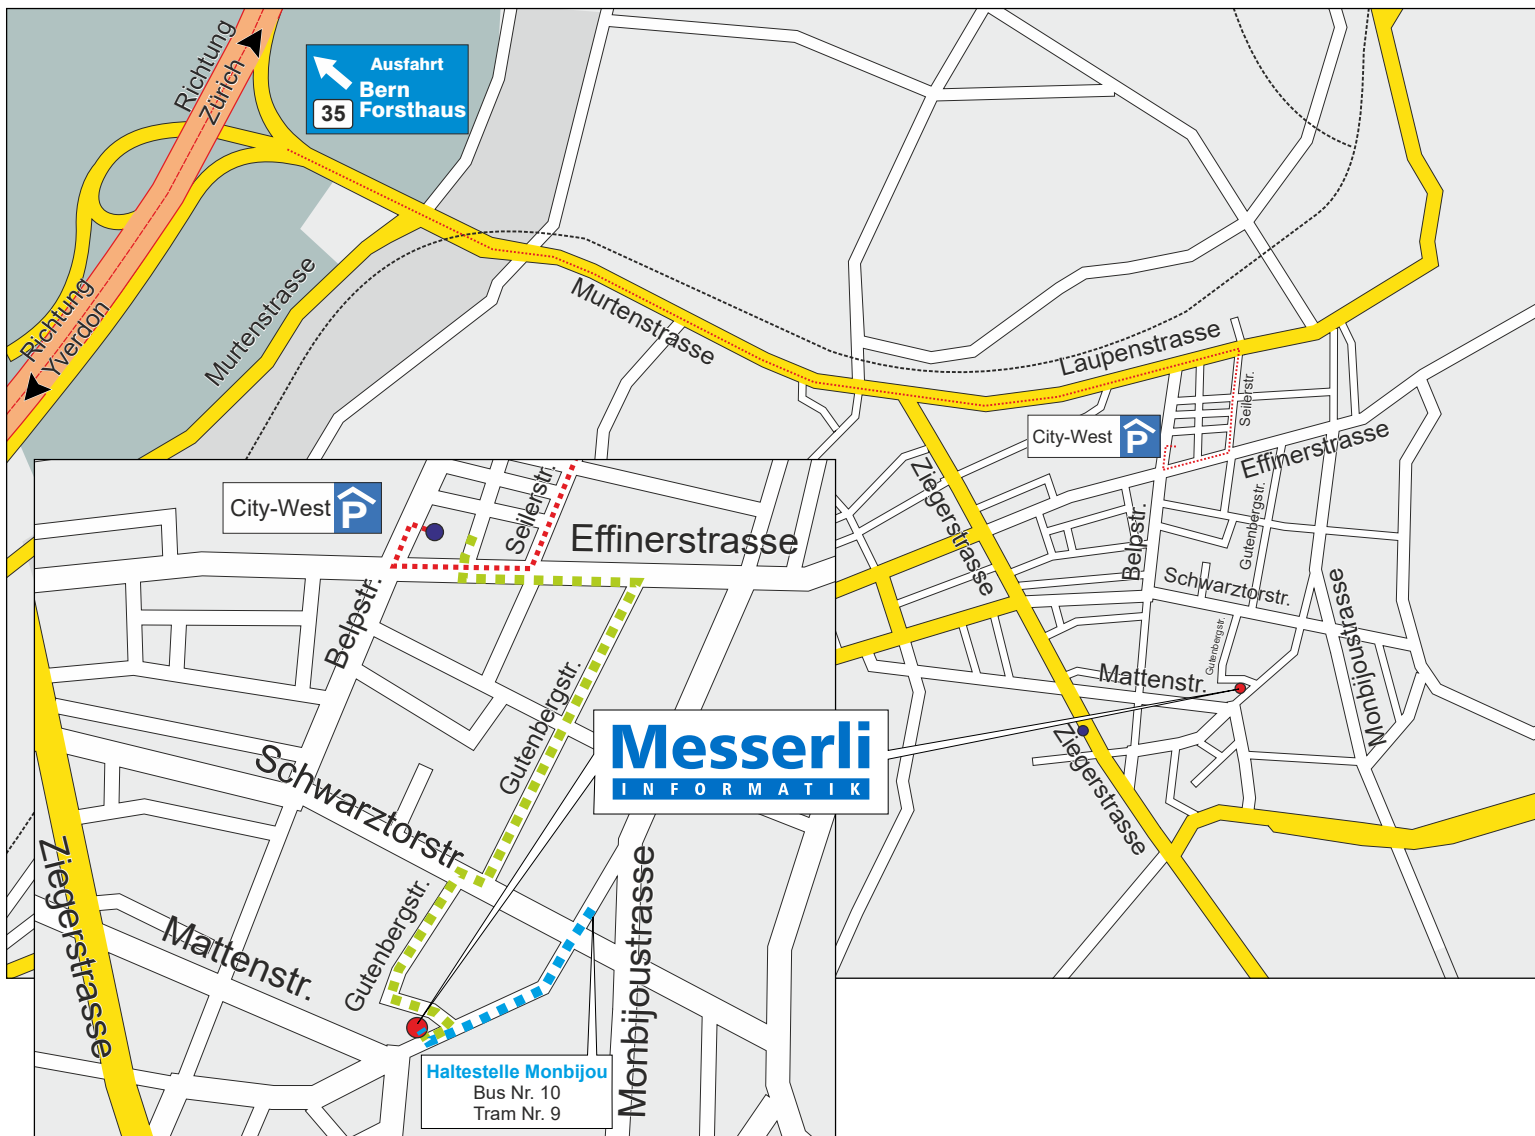 Richtung
Zürich
Ausfahrt
Bern
35 Forsthaus
Richtung
Yverdon
Murtenstrasse
Murtenstrasse
Laupenstrasse
Seilerstr.
City-West P
Effinerstrasse
Ziegerstrasse
Belpstr.
Gutenbergstr.
Schwarztorstr.
Gutenbergstr.
Mattenstr.
Monbijoustrasse
Ziegerstrasse
City-West P
Seilerstr.
Effinerstrasse
Belpstr.
Gutenbergstr.
Messerli
INFORMATIK
Schwarztorstr.
Ziegerstrasse
Gutenbergstr.
Mattenstr.
Monbijoustrasse
Haltestelle Monbijou
Bus Nr. 10
Tram Nr. 9